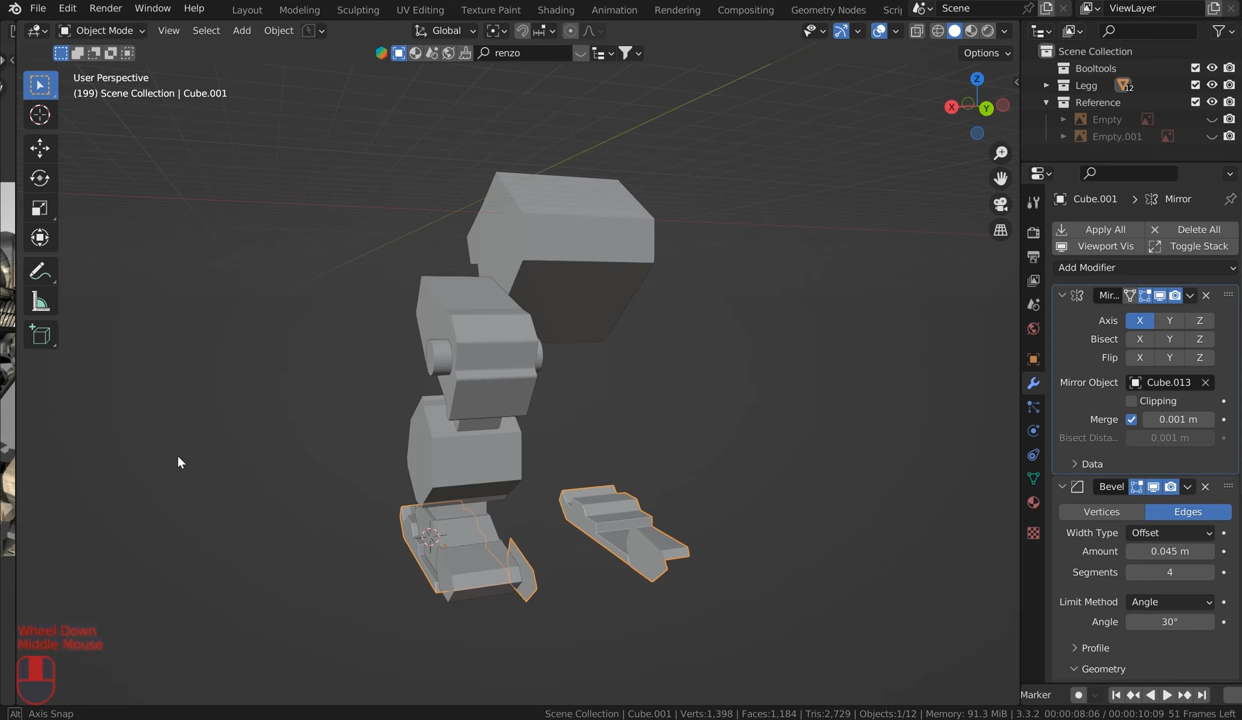 File Edit Render Window Help Layout Modeling Sculpting UV Editing Texture Paint Shading Animation Rendering Compositing Geometry Nodes Scri Scene ViewLayer
Object Mode View Select Add Object Global
renzo Options
User Perspective
(199) Scene Collection | Cube.001
Z
X Y
Scene Collection
Booltools
Legg 12
Reference
Empty
Empty.001
Cube.001 Mirror
Apply All Delete All
Viewport Vis Toggle Stack
Add Modifier
Mir...
Axis X Y Z
Bisect X Y Z
Flip X Y Z
Mirror Object Cube.013
Clipping
Merge 0.001 m
Bisect Dista... 0.001 m
Data
Bevel
Vertices Edges
Width Type Offset
Amount 0.045 m
Segments 4
Limit Method Angle
Angle 30°
Profile
Geometry
Wheel Down
Middle Mouse
Marker
Alt Axis Snap Scene Collection | Cube.001 | Verts:1,398 | Faces:1,184 | Tris:2,729 | Objects:1/12 | Memory: 91.3 MiB | 3.3.2 00:00:08:06 / 00:00:10:09 51 Frames Left